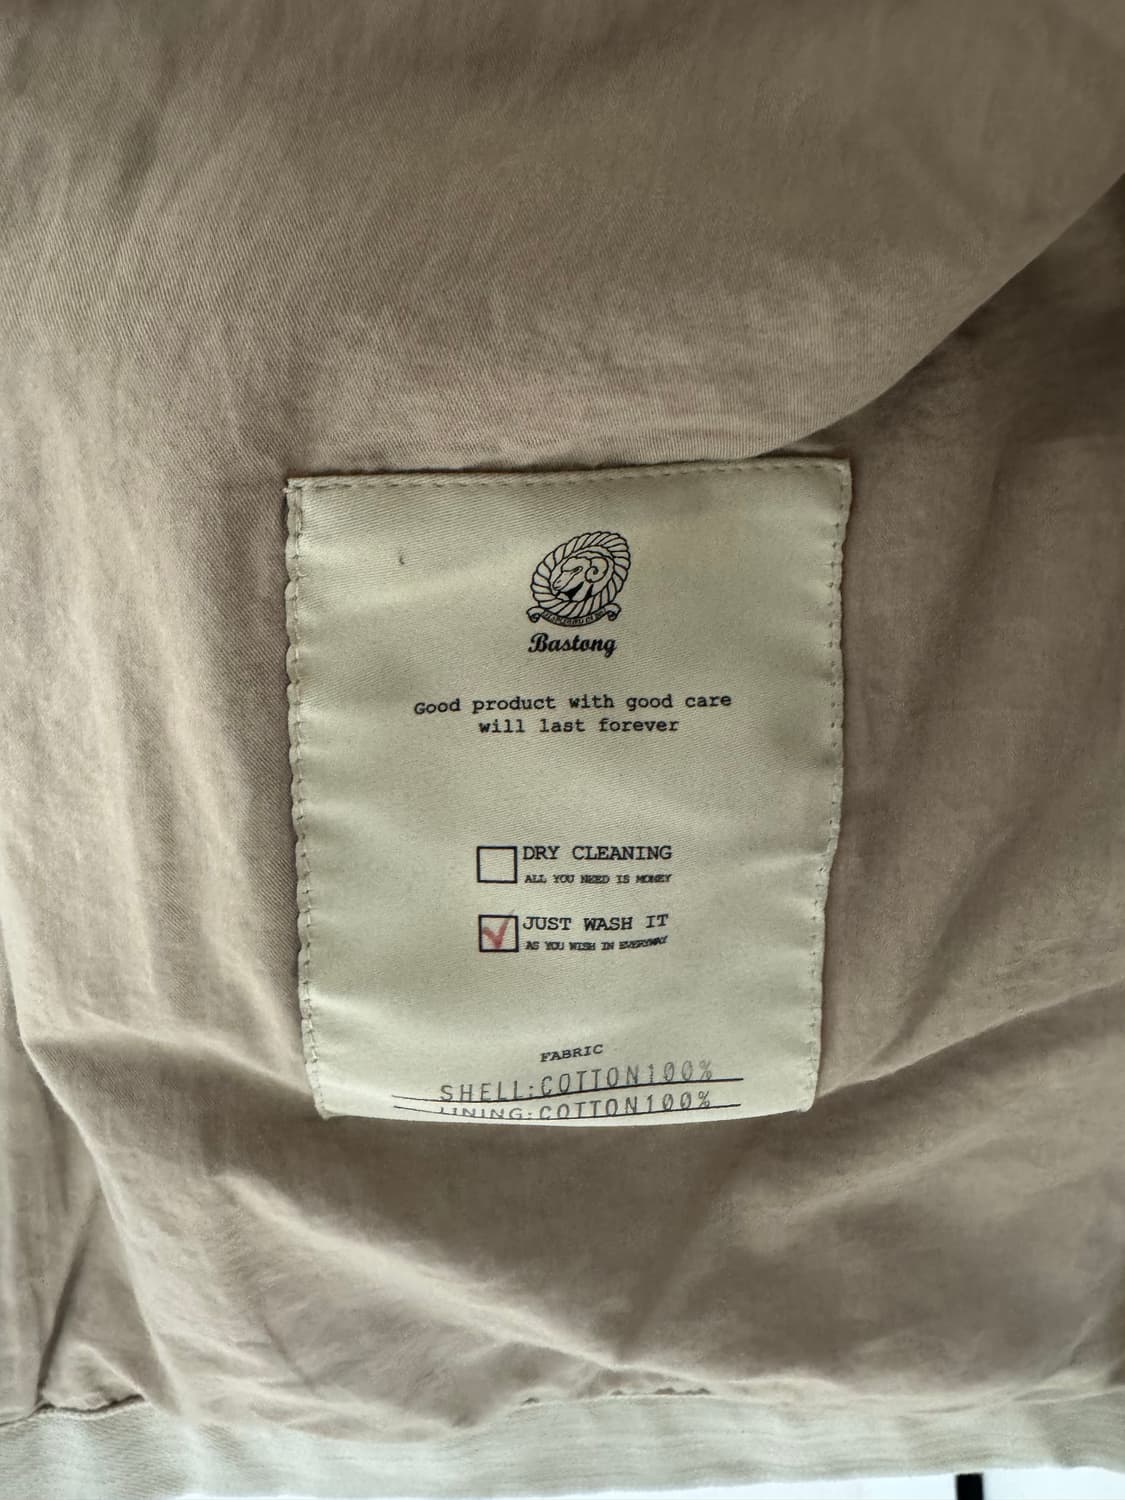 Bastong
Good product with good care
will last forever
DRY CLEANING
ALL YOU NEED IS MONEY
JUST WASH IT
AS YOU WISH IN EVERYWAY
FABRIC
SHELL:COTTON100%
LINING:COTTON100%